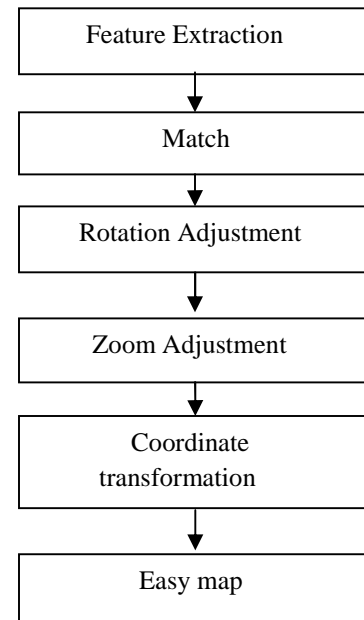 Feature Extraction
Match
Rotation Adjustment
Zoom Adjustment
Coordinate
transformation
Easy map